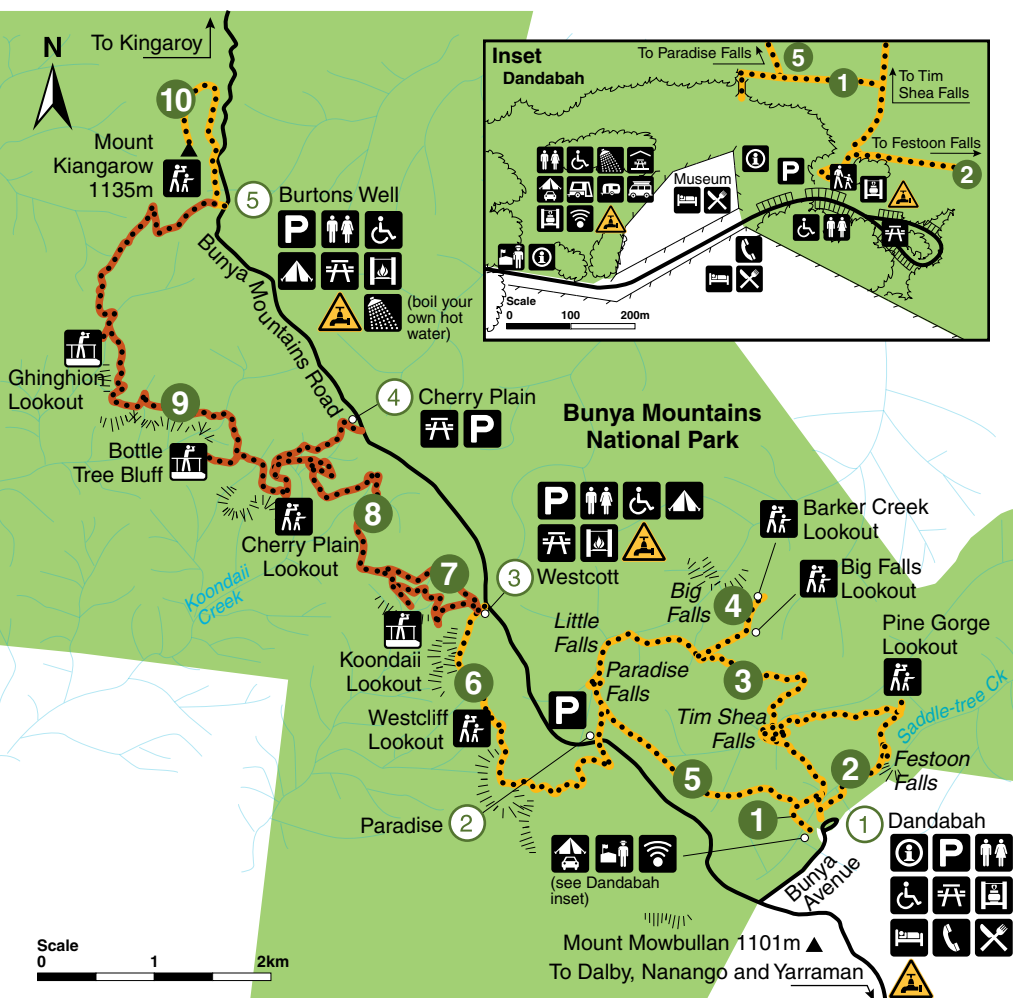 To Kingaroy
N
10
Mount
Kiangarow
1135m
5 Burtons Well
P
(boil your
own hot
water)
Bunya Mountains Road
Inset
Dandabah
To Paradise Falls
5
1
To Tim
Shea Falls
To Festoon Falls
2
i
P
Museum
i
Scale
0 100 200m
Ghinghion
Lookout
9
4 Cherry Plain
P
Bottle
Tree Bluff
Bunya Mountains
National Park
8
Cherry Plain
Lookout
P
Barker Creek
Lookout
Big Falls
Lookout
Koondaii
Creek
7
3 Westcott
Big
Falls
4
Little
Falls
Pine Gorge
Lookout
Koondaii
Lookout
6
Paradise
Falls
3
Westcliff
Lookout
P
Tim Shea
Falls
Saddle-tree Ck
5
2
Festoon
Falls
Paradise 2
1
1 Dandabah
i P
(see Dandabah
inset)
Bunya
Avenue
Scale
0 1 2km
Mount Mowbullan 1101m
To Dalby, Nanango and Yarraman